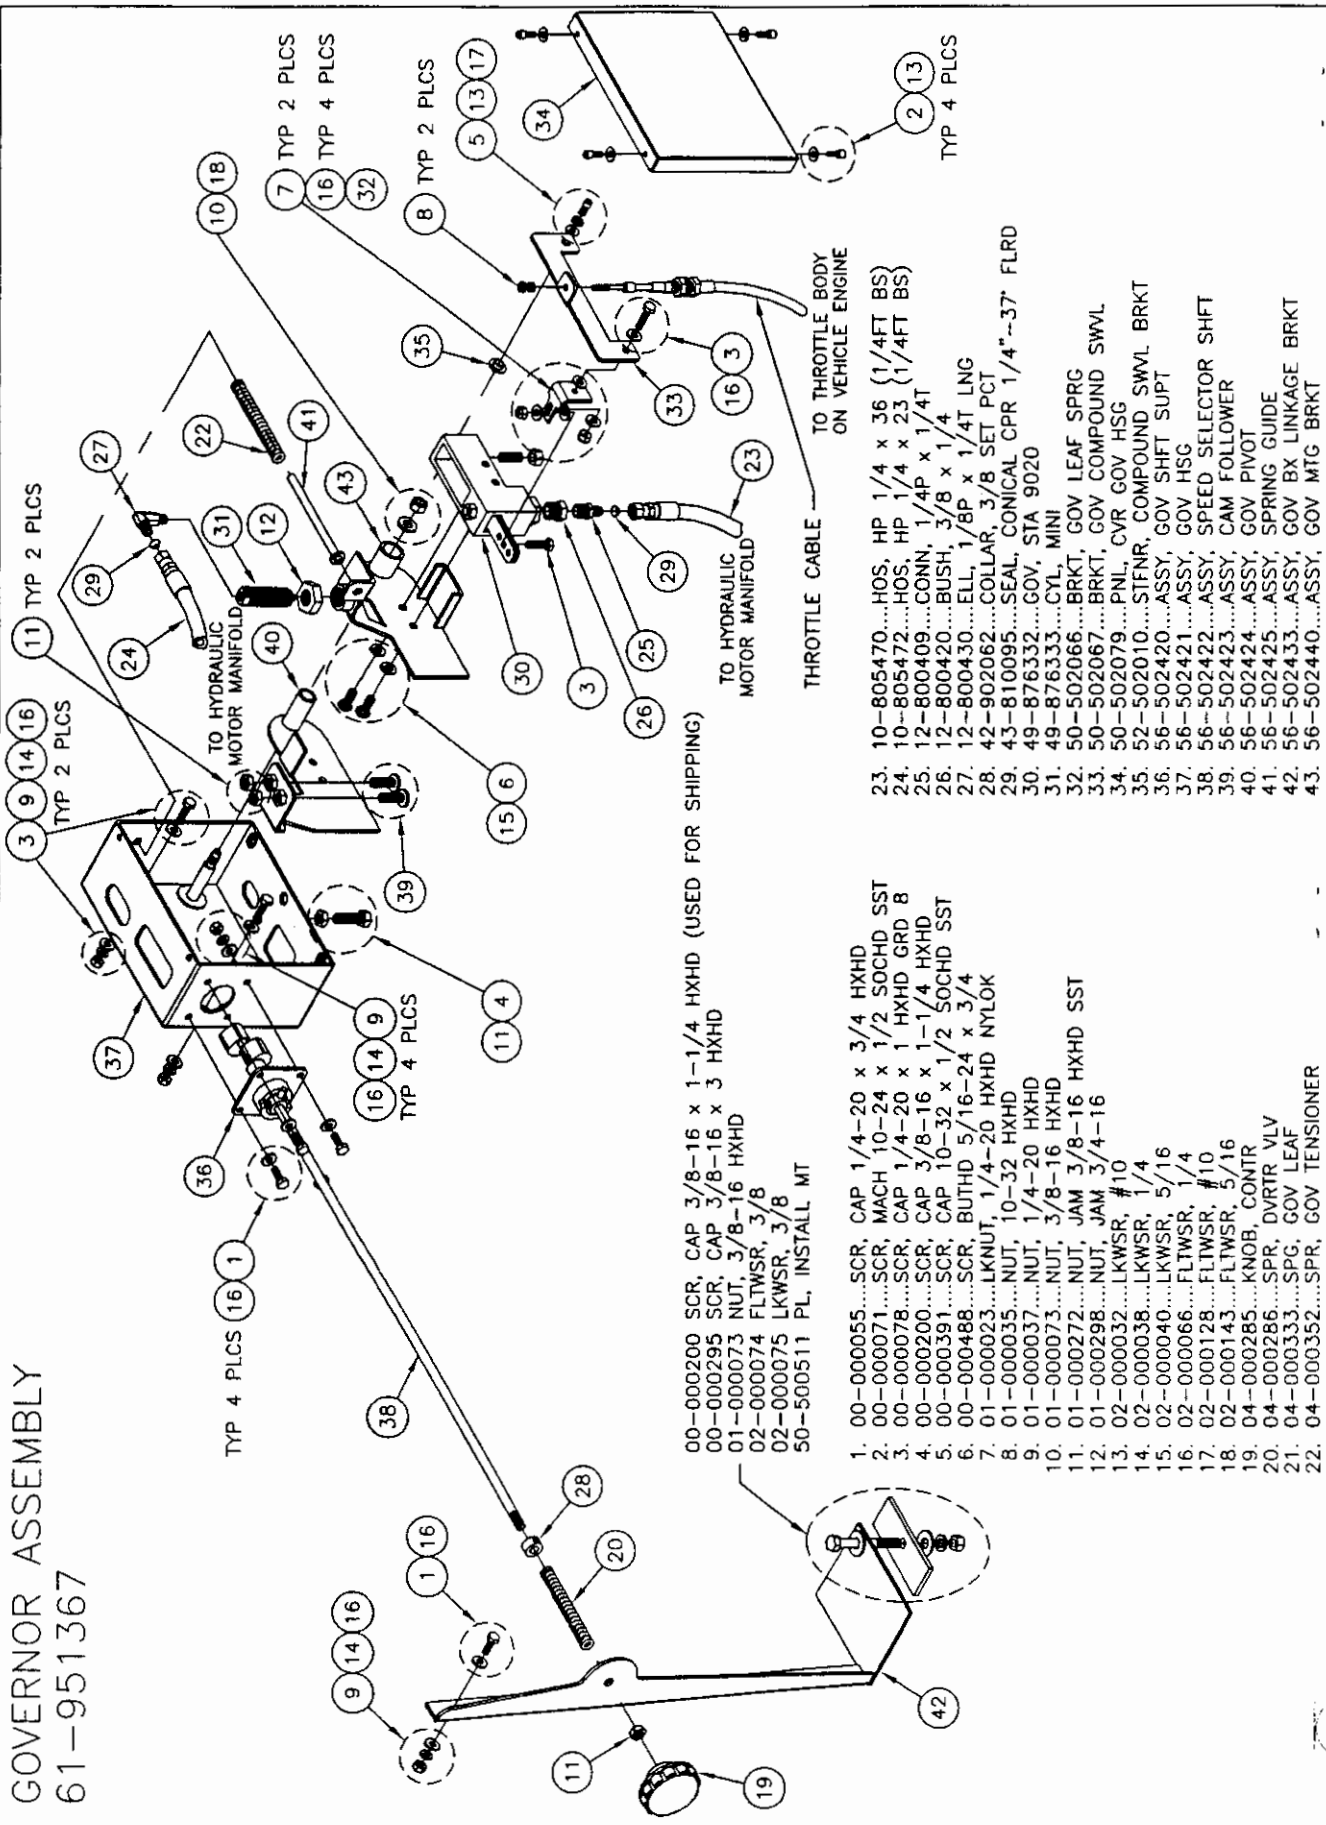 GOVERNOR ASSEMBLY
61-951367
TYP 4 PLCS 16 1
36
37
3 9 14 16
TYP 2 PLCS
11 TYP 2 PLCS
24
29
27
TO HYDRAULIC
MOTOR MANIFOLD
31
12
22
41
43
40
10 18
7 TYP 2 PLCS
16 TYP 4 PLCS
32
8 TYP 2 PLCS
5 13 17
34
2 13
TYP 4 PLCS
35
33
16 3
23
TO THROTTLE BODY
ON VEHICLE ENGINE
THROTTLE CABLE
TO HYDRAULIC
MOTOR MANIFOLD
29
25
26
3
30
15 6
39
11 4
16 14 9
TYP 4 PLCS
38
28
20
1 16
9 14 16
11
19
42
00-000200 SCR, CAP 3/8-16 x 1-1/4 HXHD (USED FOR SHIPPING)
00-000295 SCR, CAP 3/8-16 x 3 HXHD
01-000073 NUT, 3/8-16 HXHD
02-000074 FLTWSR, 3/8
02-000075 LKWSR, 3/8
50-500511 PL, INSTALL MT
1. 00-000055....SCR, CAP 1/4-20 x 3/4 HXHD
2. 00-000071....SCR, MACH 10-24 x 1/2 SOCHD SST
3. 00-000078....SCR, CAP 1/4-20 x 1 HXHD GRD 8
4. 00-000200....SCR, CAP 3/8-16 x 1-1/4 HXHD
5. 00-000391....SCR, CAP 10-32 x 1/2 SOCHD SST
6. 00-000488....SCR, BUTHD 5/16-24 x 3/4
7. 01-000023....LKNUT, 1/4-20 HXHD NYLOK
8. 01-000035....NUT, 10-32 HXHD
9. 01-000037....NUT, 1/4-20 HXHD
10. 01-000073....NUT, 3/8-16 HXHD
11. 01-000272....NUT, JAM 3/8-16 HXHD SST
12. 01-000298....NUT, JAM 3/4-16
13. 02-000032....LKWSR, #10
14. 02-000038....LKWSR, 1/4
15. 02-000040....LKWSR, 5/16
16. 02-000066....FLTWSR, 1/4
17. 02-000128....FLTWSR, #10
18. 02-000143....FLTWSR, 5/16
19. 04-000285....KNOB, CONTR
20. 04-000286....SPR, DVRTR VLV
21. 04-000333....SPG, GOV LEAF
22. 04-000352....SPR, GOV TENSIONER
23. 10-805470....HOS, HP 1/4 x 36 (1/4FT BS)
24. 10-805472....HOS, HP 1/4 x 23 (1/4FT BS)
25. 12-800409....CONN, 1/4P x 1/4T
26. 12-800420....BUSH, 3/8 x 1/4
27. 12-800430....ELL, 1/8P x 1/4T LNG
28. 42-902062....COLLAR, 3/8 SET PCT
29. 43-810095....SEAL, CONICAL CPR 1/4"-37° FLRD
30. 49-876332....GOV, STA 9020
31. 49-876333....CYL, MINI
32. 50-502066....BRKT, GOV LEAF SPRG
33. 50-502067....BRKT, GOV COMPOUND SWVL
34. 50-502079....PNL, CVR GOV HSG
35. 52-502010....STFNR, COMPOUND SWVL BRKT
36. 56-502420....ASSY, GOV SHFT SUPT
37. 56-502421....ASSY, GOV HSG
38. 56-502422....ASSY, SPEED SELECTOR SHFT
39. 56-502423....ASSY, CAM FOLLOWER
40. 56-502424....ASSY, GOV PIVOT
41. 56-502425....ASSY, SPRING GUIDE
42. 56-502433....ASSY, GOV BX LINKAGE BRKT
43. 56-502440....ASSY, GOV MTG BRKT